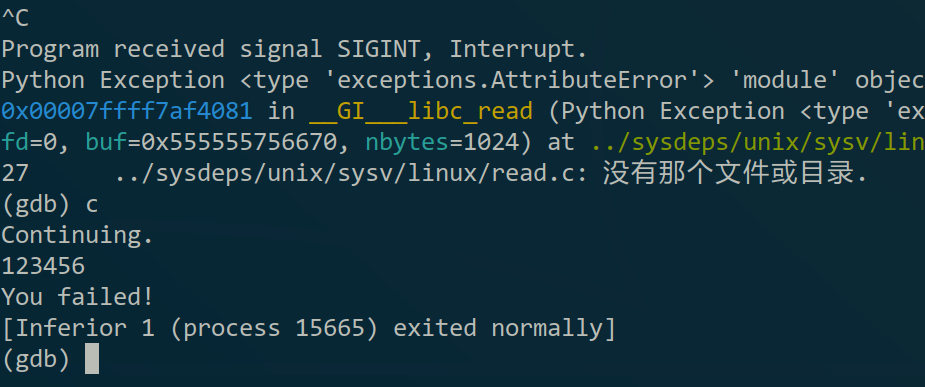 ^C
Program received signal SIGINT, Interrupt.
Python Exception <type 'exceptions.AttributeError'> 'module' objec
0x00007ffff7af4081 in __GI___libc_read (Python Exception <type 'ex
fd=0, buf=0x555555756670, nbytes=1024) at ../sysdeps/unix/sysv/lin
27      ../sysdeps/unix/sysv/linux/read.c: 没有那个文件或目录.
(gdb) c
Continuing.
123456
You failed!
[Inferior 1 (process 15665) exited normally]
(gdb)